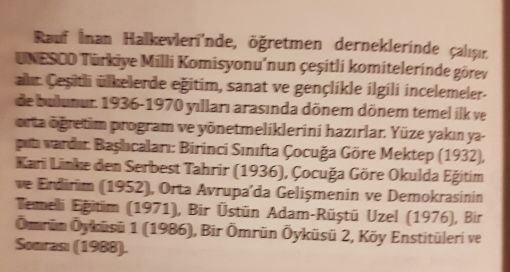 Rauf İnan Halkevleri'nde, öğretmen derneklerinde çalışır.
UNESCO Türkiye Milli Komisyonu'nun çeşitli komitelerinde görev
alır. Çeşitli ülkelerde eğitim, sanat ve gençlikle ilgili incelemeler-
de bulunur. 1936-1970 yılları arasında dönem dönem temel ilk ve
orta öğretim program ve yönetmeliklerini hazırlar. Yüze yakın ya-
pıtı vardır. Başlıcaları: Birinci Sınıfta Çocuğa Göre Mektep (1932),
Kari Linke den Serbest Tahrir (1936), Çocuğa Göre Okulda Eğitim
ve Erdirim (1952), Orta Avrupa'da Gelişmenin ve Demokrasinin
Temeli Eğitim (1971), Bir Üstün Adam-Rüştü Uzel (1976), Bir
Ömrün Öyküsü 1 (1986), Bir Ömrün Öyküsü 2, Köy Enstitüleri ve
Sonrası (1988).